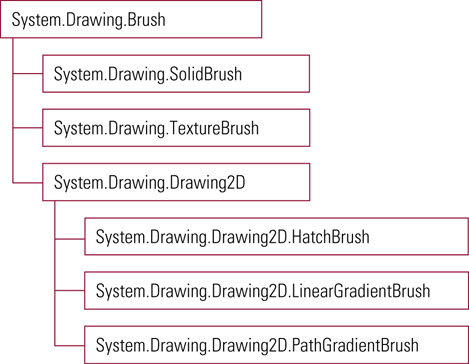 System.Drawing.Brush
System.Drawing.SolidBrush
System.Drawing.TextureBrush
System.Drawing.Drawing2D
System.Drawing.Drawing2D.HatchBrush
System.Drawing.Drawing2D.LinearGradientBrush
System.Drawing.Drawing2D.PathGradientBrush